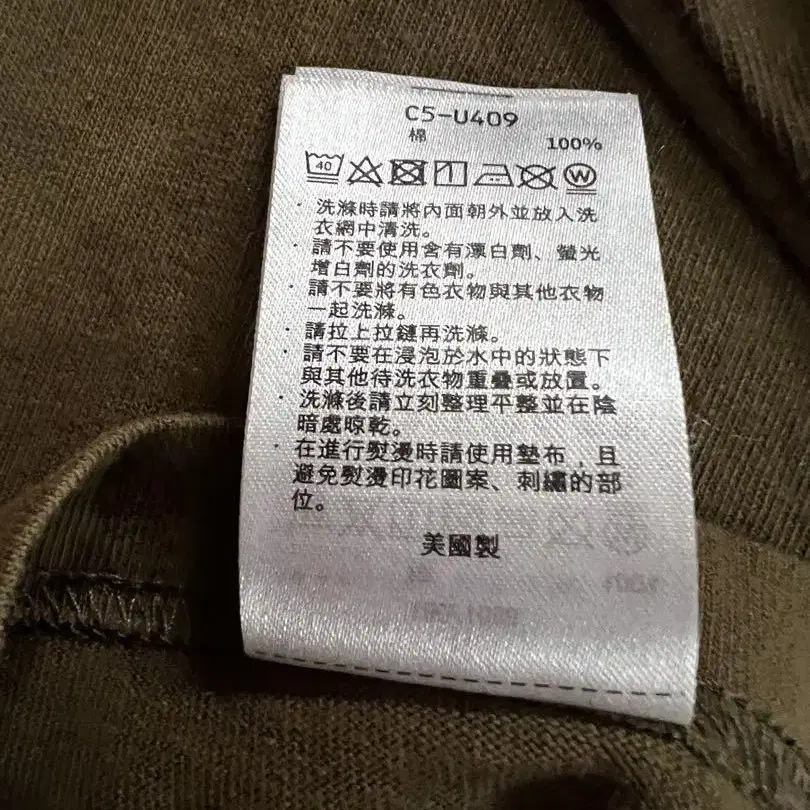 C5-U409
棉 100%
40
W
· 洗滌時請將內面朝外並放入洗
衣網中清洗。
· 請不要使用含有漂白劑、螢光
增白劑的洗衣劑。
· 請不要將有色衣物與其他衣物
一起洗滌。
· 請拉上拉鏈再洗滌。
· 請不要在浸泡於水中的狀態下
與其他待洗衣物重疊或放置。
· 洗滌後請立刻整理平整並在陰
暗處晾乾。
· 在進行熨燙時請使用墊布，且
避免熨燙印花圖案、刺繡的部
位。
美國製